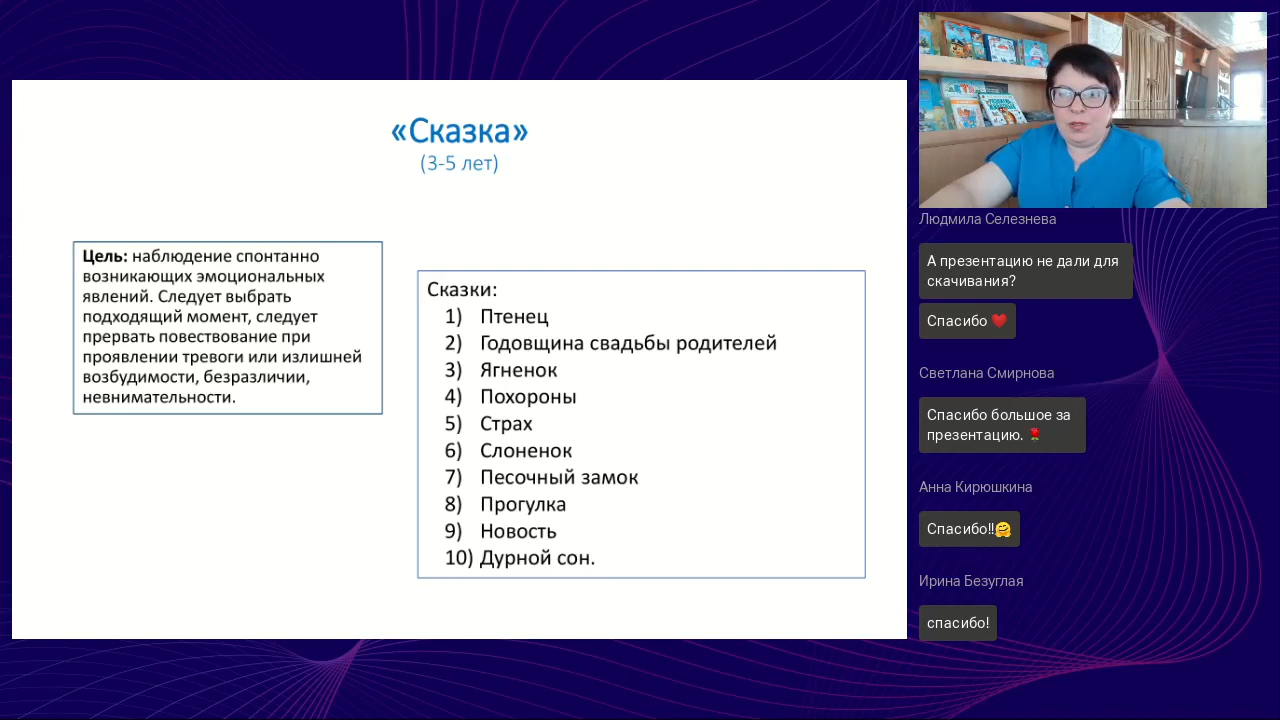 «Сказка»
(3-5 лет)
Цель: наблюдение спонтанно
возникающих эмоциональных
явлений. Следует выбрать
подходящий момент, следует
прервать повествование при
проявлении тревоги или излишней
возбудимости, безразличии,
невнимательности.
Сказки:
1) Птенец
2) Годовщина свадьбы родителей
3) Ягненок
4) Похороны
5) Страх
6) Слоненок
7) Песочный замок
8) Прогулка
9) Новость
10) Дурной сон.
Людмила Селезнева
А презентацию не дали для
скачивания?
Спасибо ❤️
Светлана Смирнова
Спасибо большое за
презентацию. 🌹
Анна Кирюшкина
Спасибо!!🤗
Ирина Безуглая
спасибо!